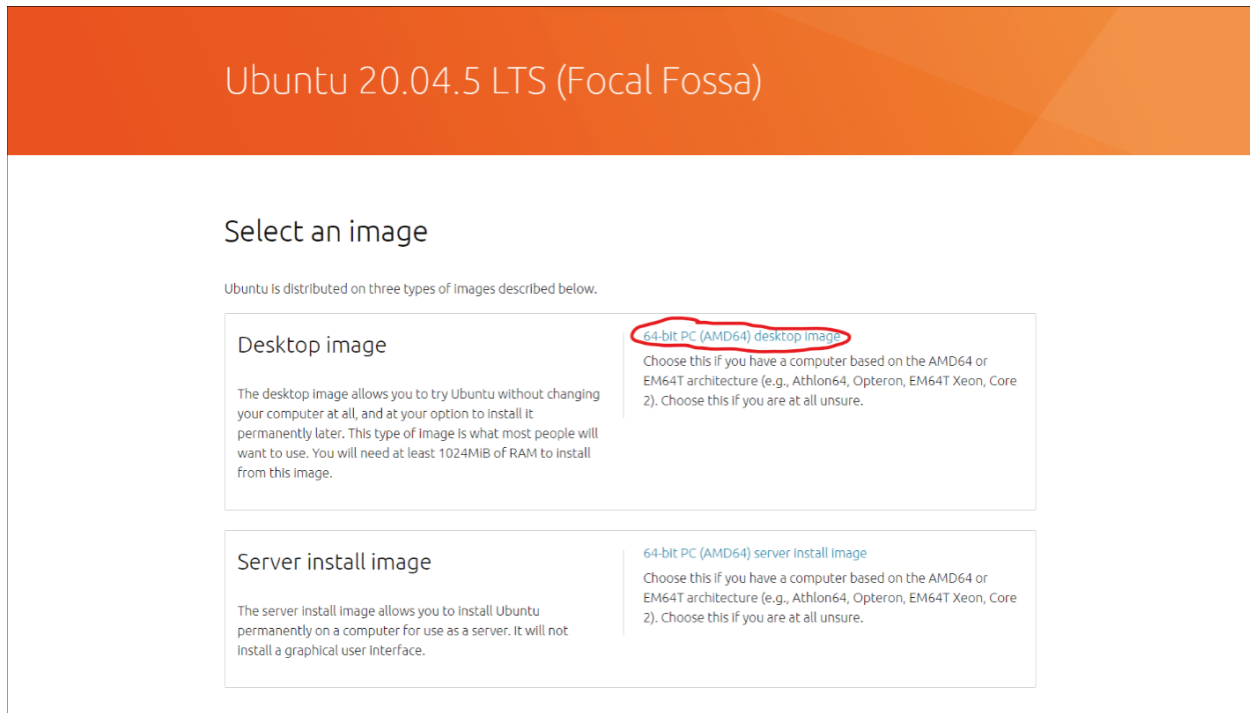 Ubuntu 20.04.5 LTS (Focal Fossa)
Select an image
Ubuntu is distributed on three types of images described below.
Desktop image
The desktop image allows you to try Ubuntu without changing
your computer at all, and at your option to install it
permanently later. This type of image is what most people will
want to use. You will need at least 1024MiB of RAM to install
from this image.
64-bit PC (AMD64) desktop image
Choose this if you have a computer based on the AMD64 or
EM64T architecture (e.g., Athlon64, Opteron, EM64T Xeon, Core
2). Choose this if you are at all unsure.
Server install image
The server install image allows you to install Ubuntu
permanently on a computer for use as a server. It will not
install a graphical user interface.
64-bit PC (AMD64) server install image
Choose this if you have a computer based on the AMD64 or
EM64T architecture (e.g., Athlon64, Opteron, EM64T Xeon, Core
2). Choose this if you are at all unsure.